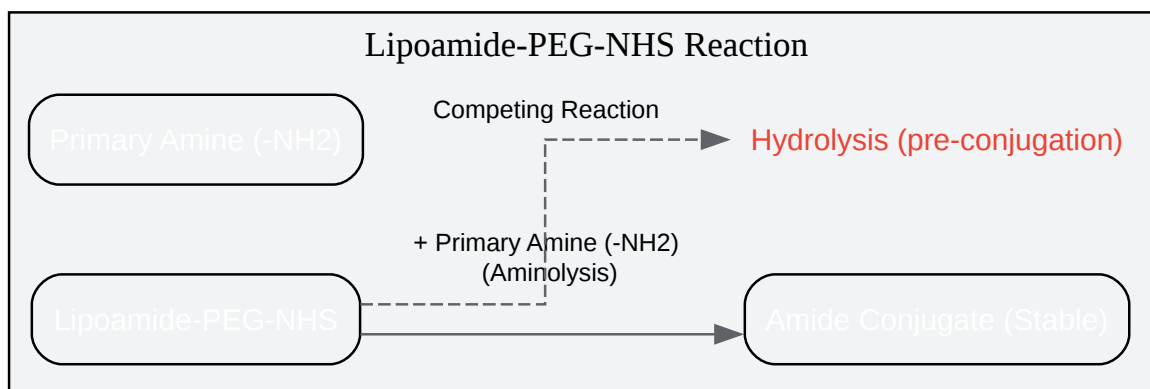 Lipoamide-PEG-NHS Reaction
Competing Reaction
Primary Amine (-NH2)
Hydrolysis (pre-conjugation)
+ Primary Amine (-NH2)
(Aminolysis)
Lipoamide-PEG-NHS
Amide Conjugate (Stable)